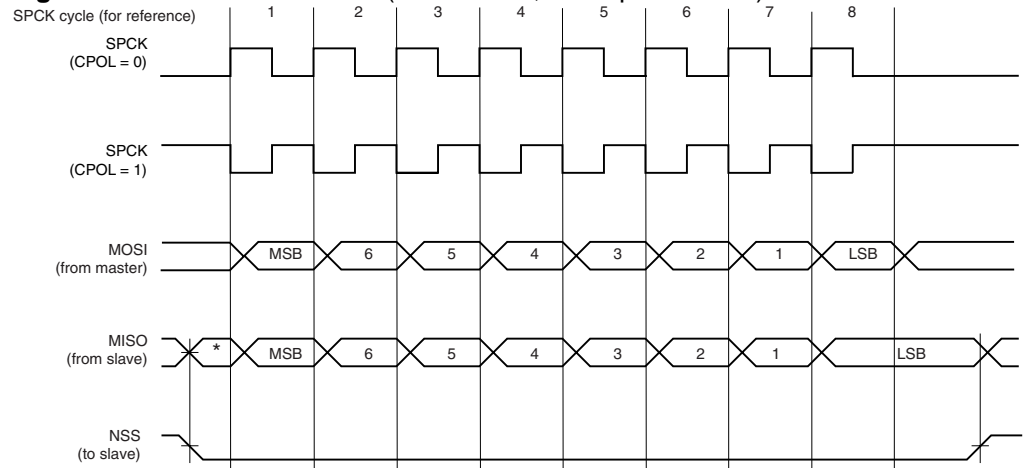 SPCK cycle (for reference)
1 2 3 4 5 6 7 8
SPCK
(CPOL = 0)
SPCK
(CPOL = 1)
MOSI
(from master)
MSB 6 5 4 3 2 1 LSB
MISO
(from slave)
* MSB 6 5 4 3 2 1 LSB
NSS
(to slave)